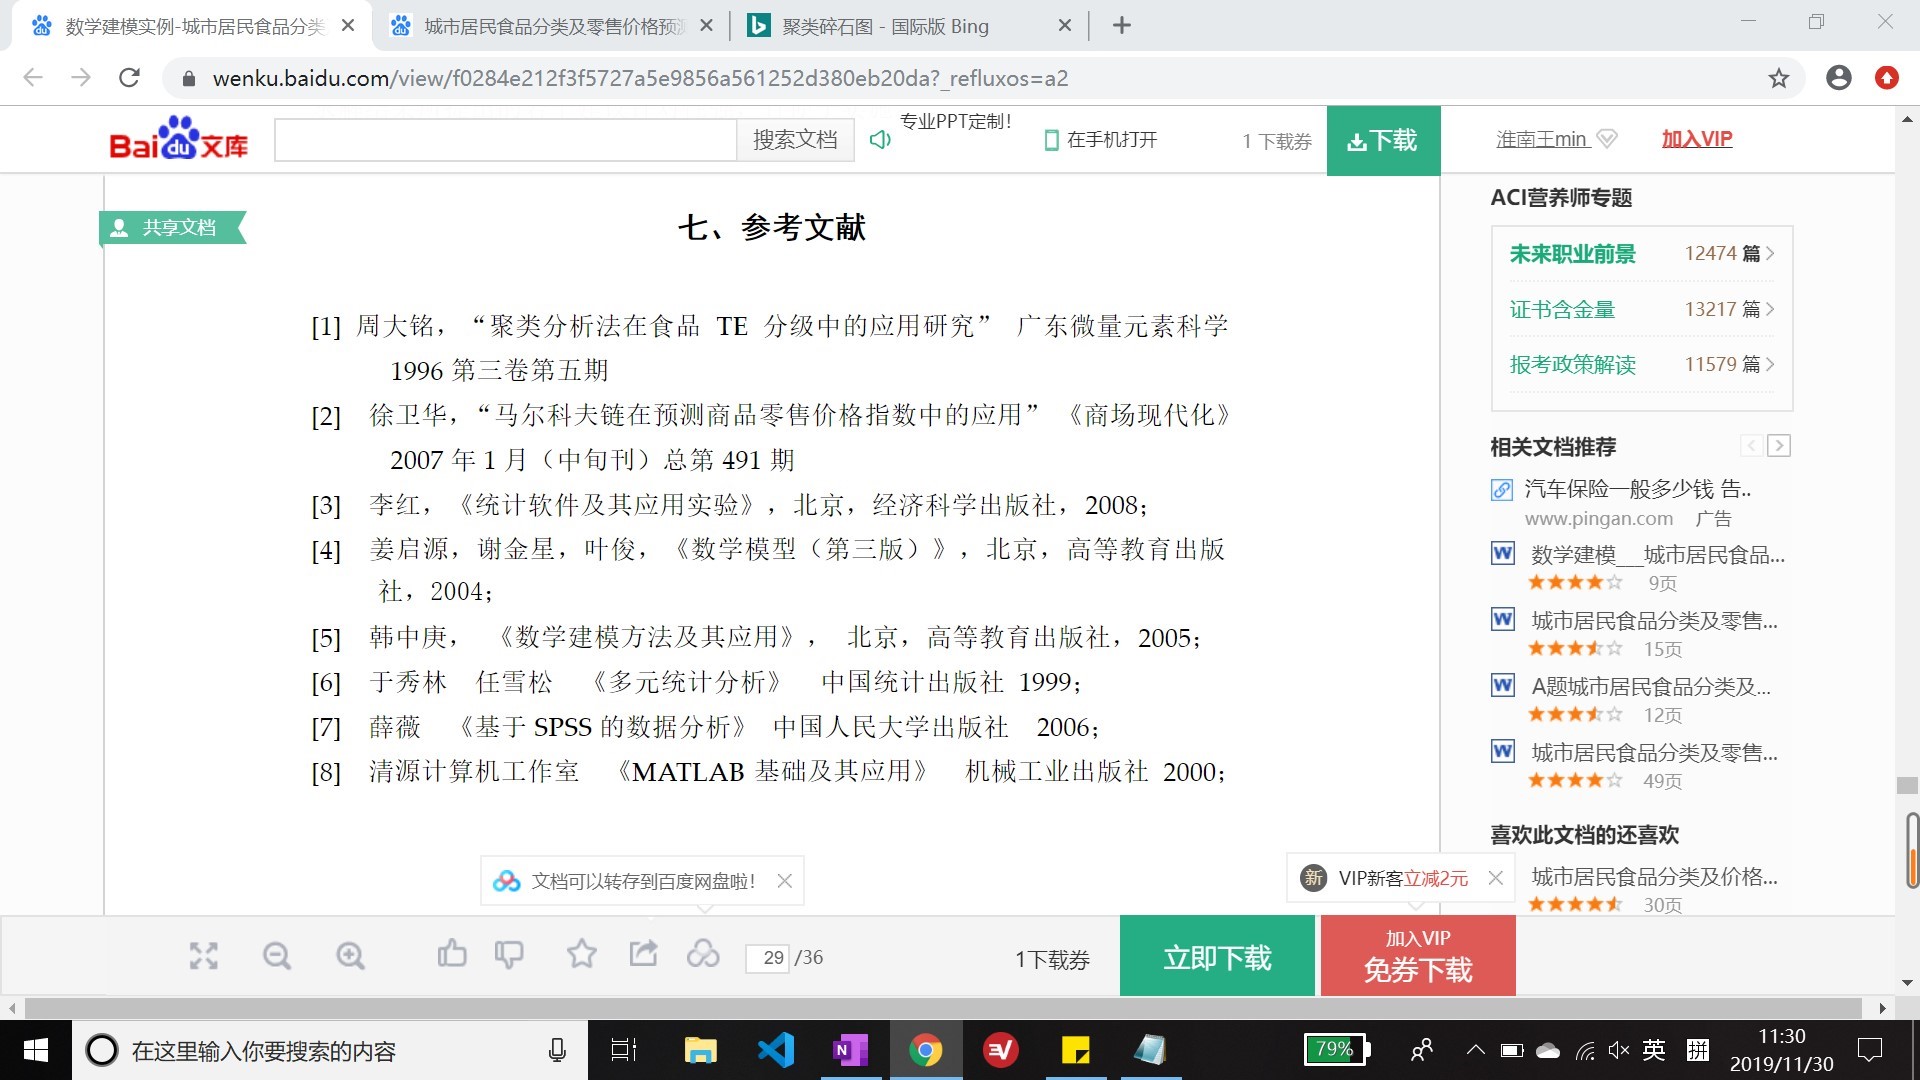 数学建模实例-城市居民食品分类
城市居民食品分类及零售价格预测
聚类碎石图 - 国际版 Bing
wenku.baidu.com/view/f0284e212f3f5727a5e9856a561252d380eb20da?_refluxos=a2
Baidu文库
搜索文档
专业PPT定制!
在手机打开
1 下载券
下载
淮南王min
加入VIP
共享文档
七、参考文献
[1] 周大铭，“聚类分析法在食品 TE 分级中的应用研究” 广东微量元素科学
1996 第三卷第五期
[2] 徐卫华，“马尔科夫链在预测商品零售价格指数中的应用” 《商场现代化》
2007 年 1 月（中旬刊）总第 491 期
[3] 李红，《统计软件及其应用实验》，北京，经济科学出版社，2008；
[4] 姜启源，谢金星，叶俊，《数学模型（第三版）》，北京，高等教育出版
社，2004；
[5] 韩中庚， 《数学建模方法及其应用》， 北京，高等教育出版社，2005；
[6] 于秀林 任雪松 《多元统计分析》 中国统计出版社 1999；
[7] 薛薇 《基于 SPSS 的数据分析》 中国人民大学出版社 2006；
[8] 清源计算机工作室 《MATLAB 基础及其应用》 机械工业出版社 2000；
ACI营养师专题
未来职业前景 12474 篇
证书含金量 13217 篇
报考政策解读 11579 篇
相关文档推荐
汽车保险一般多少钱 告..
www.pingan.com 广告
数学建模___城市居民食品...
9页
城市居民食品分类及零售...
15页
A题城市居民食品分类及...
12页
城市居民食品分类及零售...
49页
喜欢此文档的还喜欢
城市居民食品分类及价格...
30页
文档可以转存到百度网盘啦！
新 VIP新客立减2元
29 /36
1下载券
立即下载
加入VIP
免券下载
在这里输入你要搜索的内容
79%
英
拼
11:30
2019/11/30